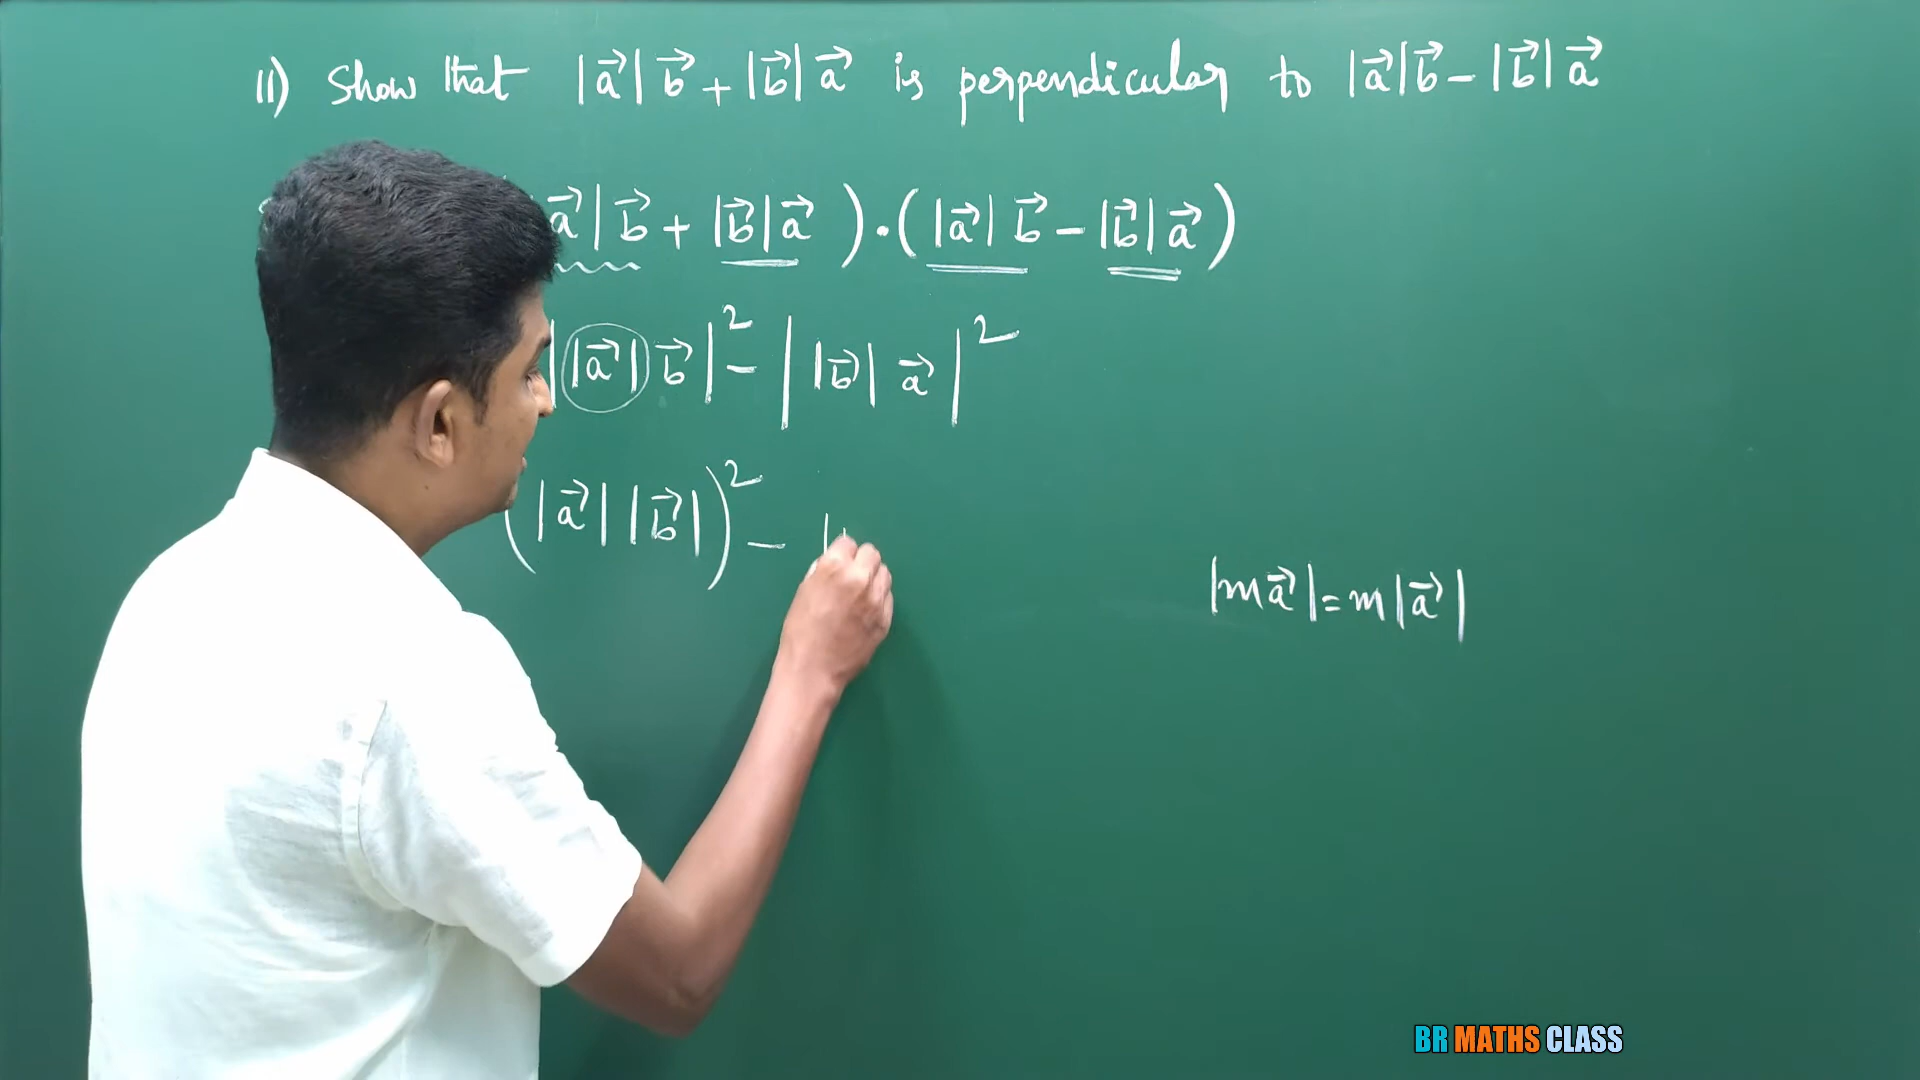 11) Show that |a⃗| b⃗ + |b⃗| a⃗ is perpendicular to |a⃗| b⃗ - |b⃗| a⃗
a⃗| b⃗ + |b⃗| a⃗ ) · ( |a⃗| b⃗ - |b⃗| a⃗ )
| |a⃗| b⃗ |² - | |b⃗| a⃗ |²
( |a⃗| |b⃗| )² -
|m a⃗| = m |a⃗|
BR MATHS CLASS